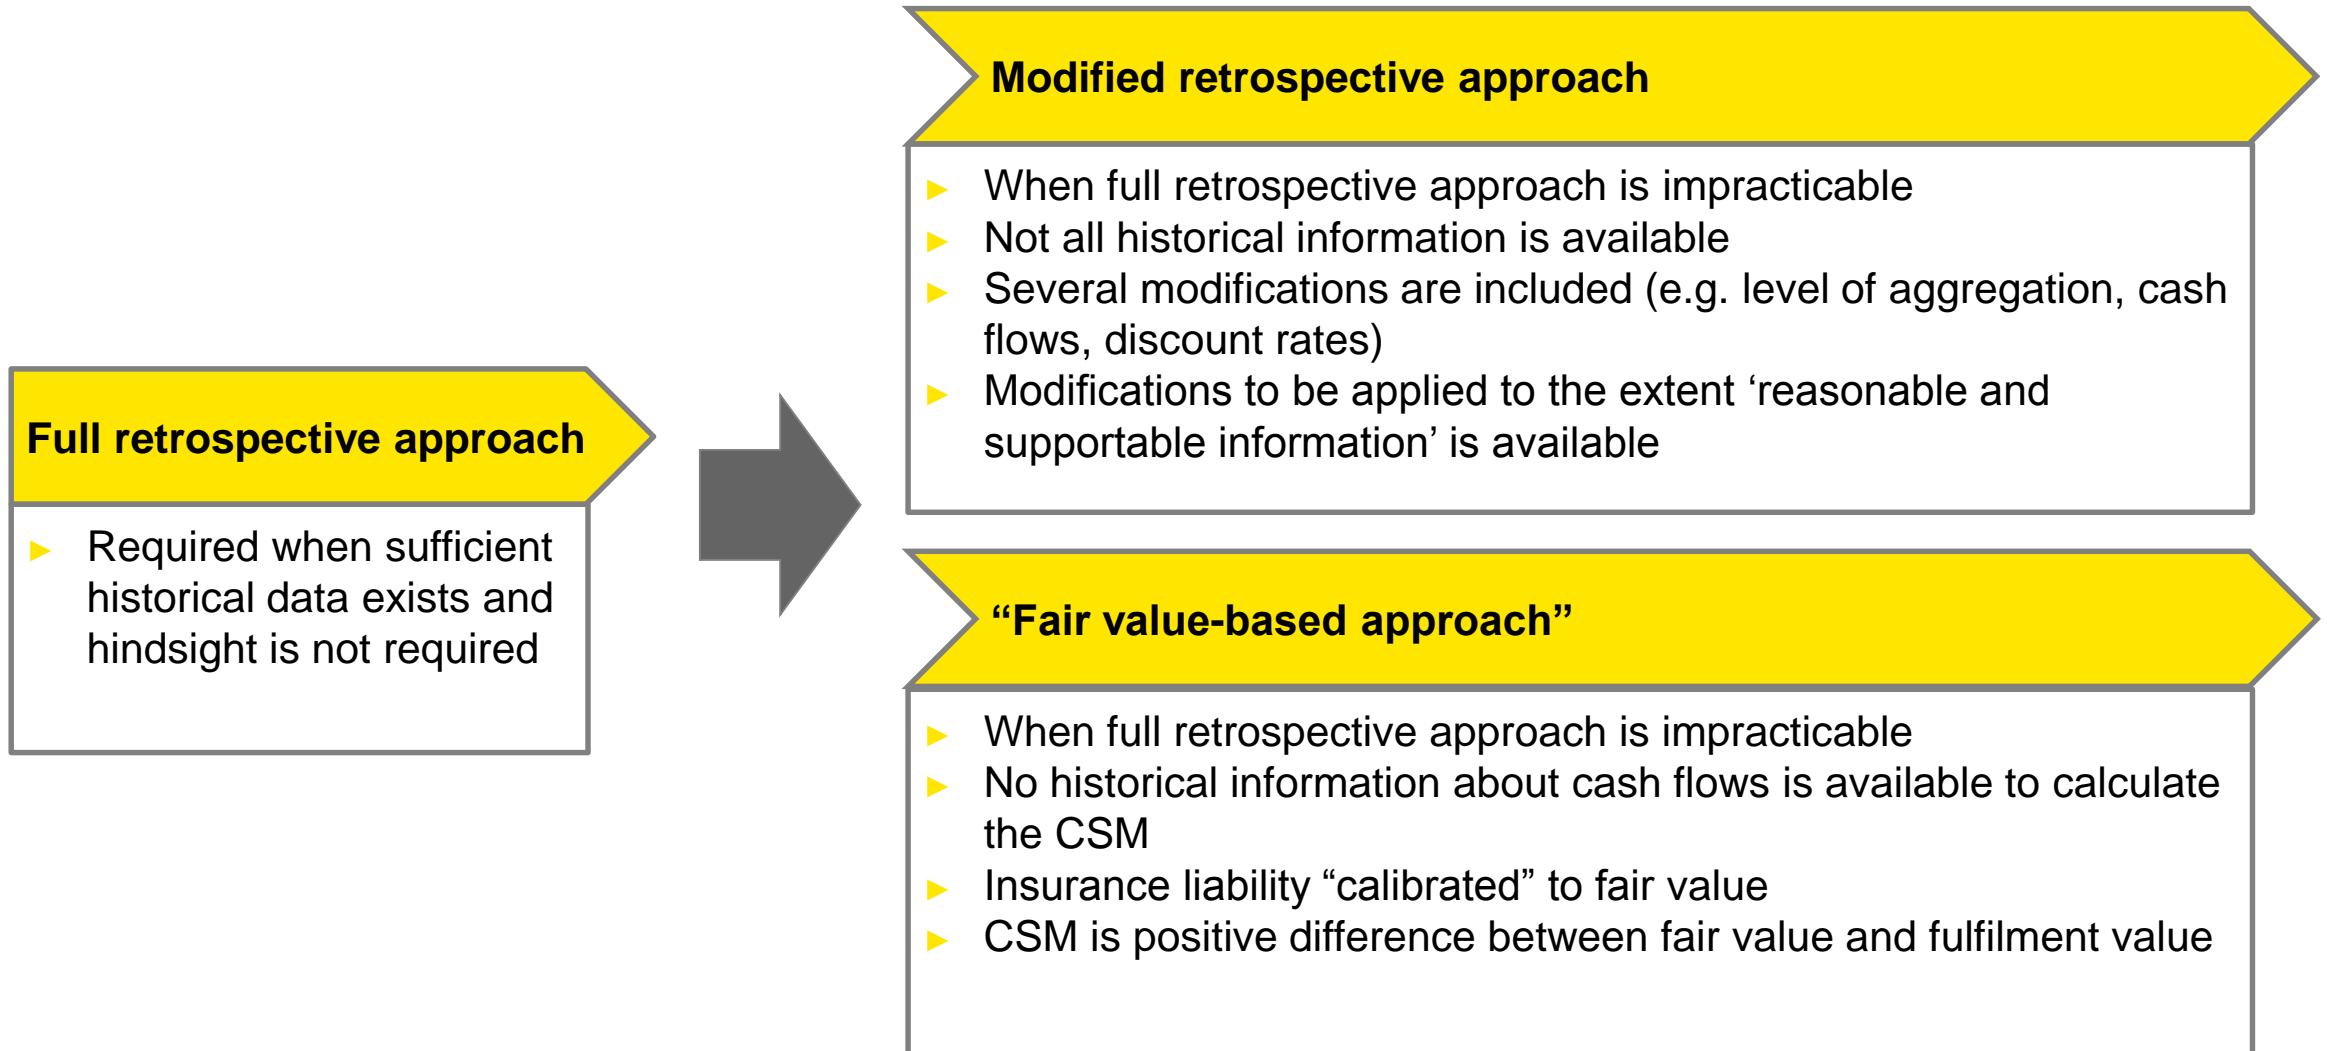 Full retrospective approach
► Required when sufficient
historical data exists and
hindsight is not required
Modified retrospective approach
► When full retrospective approach is impracticable
► Not all historical information is available
► Several modifications are included (e.g. level of aggregation, cash
flows, discount rates)
► Modifications to be applied to the extent ‘reasonable and
supportable information’ is available
“Fair value-based approach”
► When full retrospective approach is impracticable
► No historical information about cash flows is available to calculate
the CSM
► Insurance liability “calibrated” to fair value
► CSM is positive difference between fair value and fulfilment value